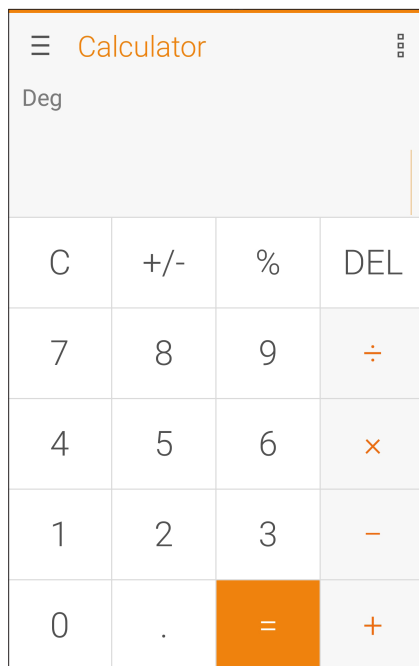 Calculator
Deg
C +/- % DEL
7 8 9 ÷
4 5 6 ×
1 2 3 −
0 . = +